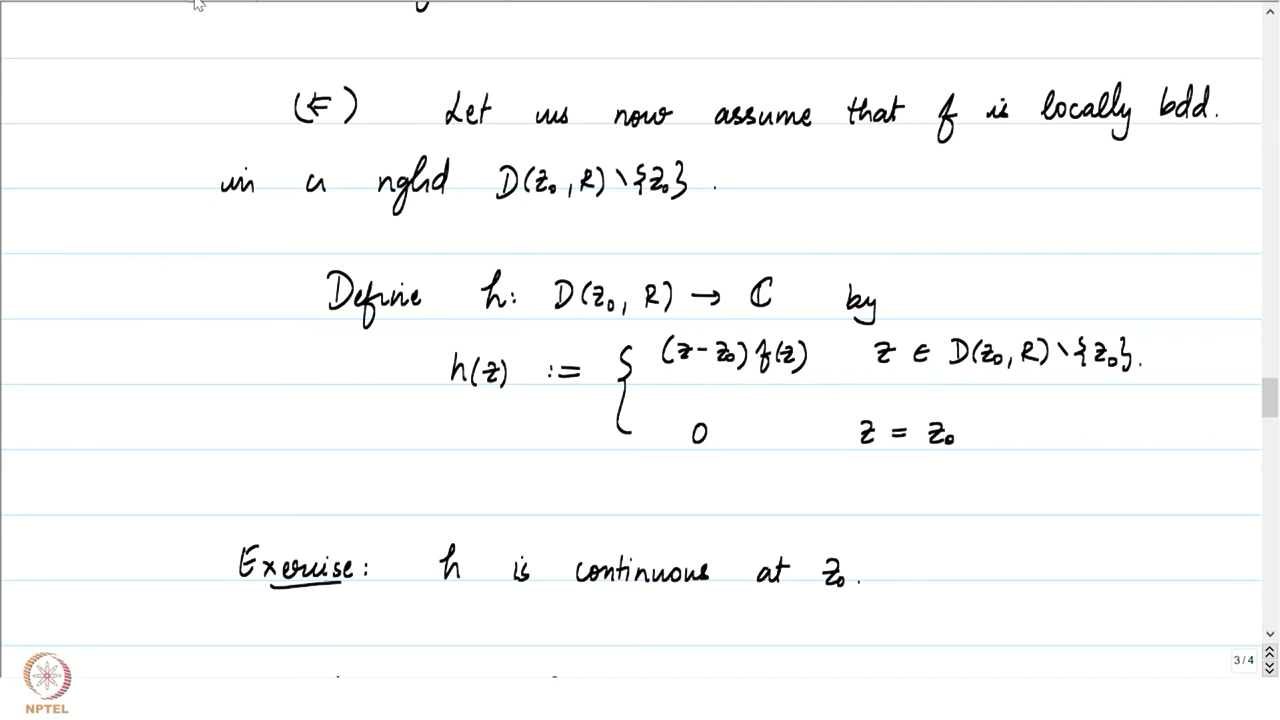 (⇐) Let us now assume that f is locally bdd.
in a nghd D(z₀, R) \ {z₀}.
Define h: D(z₀, R) → ℂ by
h(z) := { (z - z₀) f(z) z ∈ D(z₀, R) \ {z₀}.
0 z = z₀
Exercise: h is continuous at z₀.
3 / 4
NPTEL